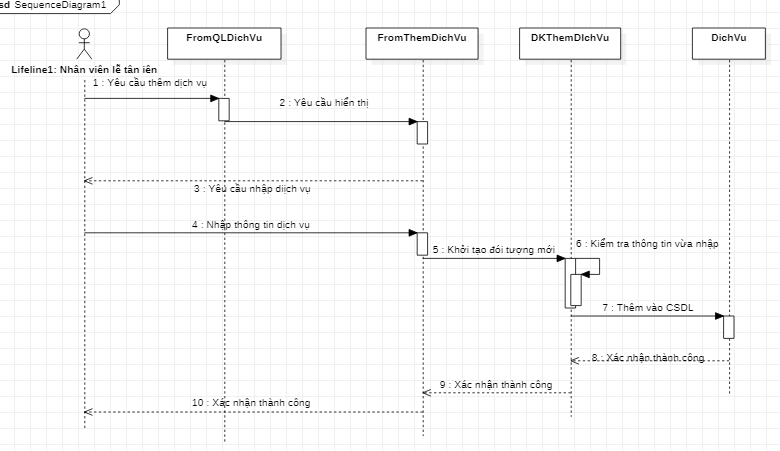 sd SequenceDiagram1
FromQLDichVu
FromThemDichVu
DKThemDIchVu
DichVu
Lifeline1: Nhân viên lễ tân iên
1 : Yêu cầu thêm dịch vụ
2 : Yêu cầu hiển thị
3 : Yêu cầu nhập diịch vụ
4 : Nhập thông tin dịch vụ
5 : Khởi tạo đói tượng mới
6 : Kiểm tra thông tin vừa nhập
7 : Thêm vào CSDL
8 : Xác nhận thành công
9 : Xác nhận thành công
10 : Xác nhận thành công